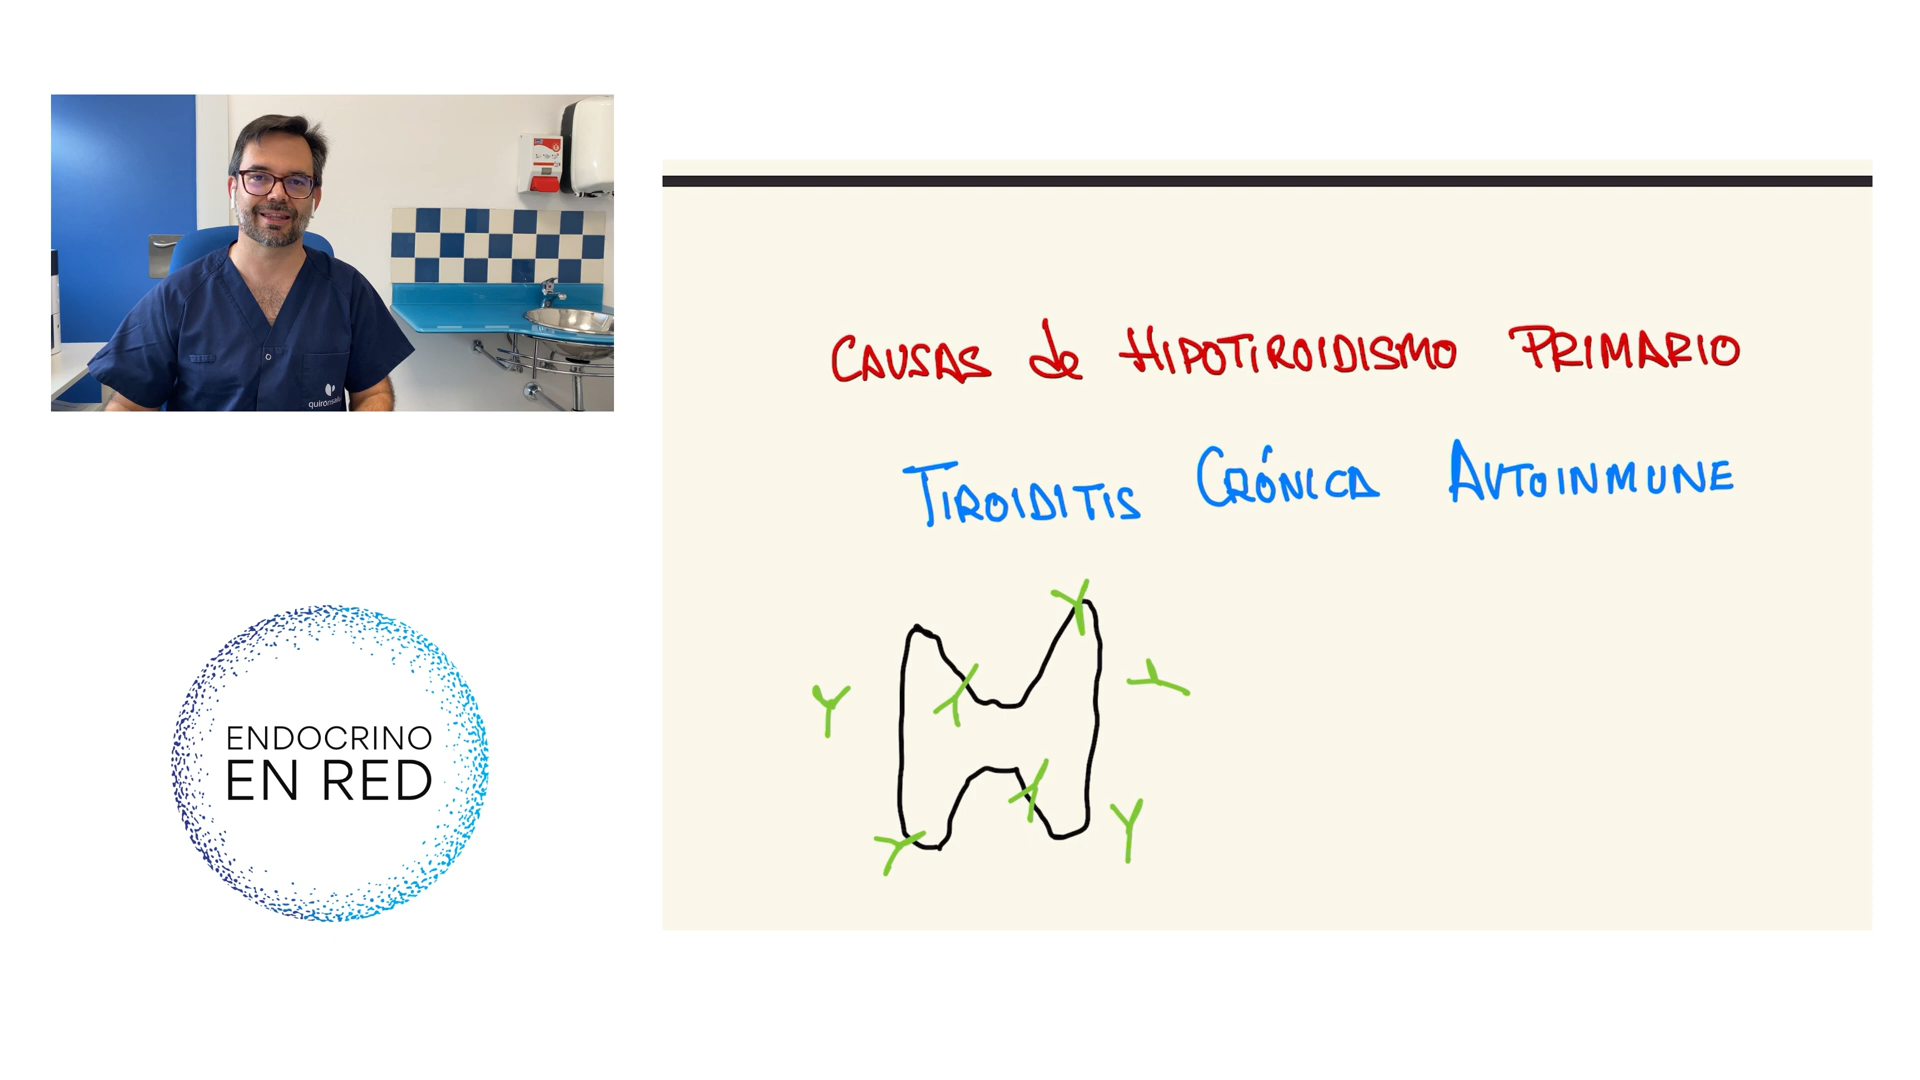 CAUSAS de HIPOTIROIDISMO PRIMARIO
TIROIDITIS CRÓNICA AUTOINMUNE
ENDOCRINO
EN RED